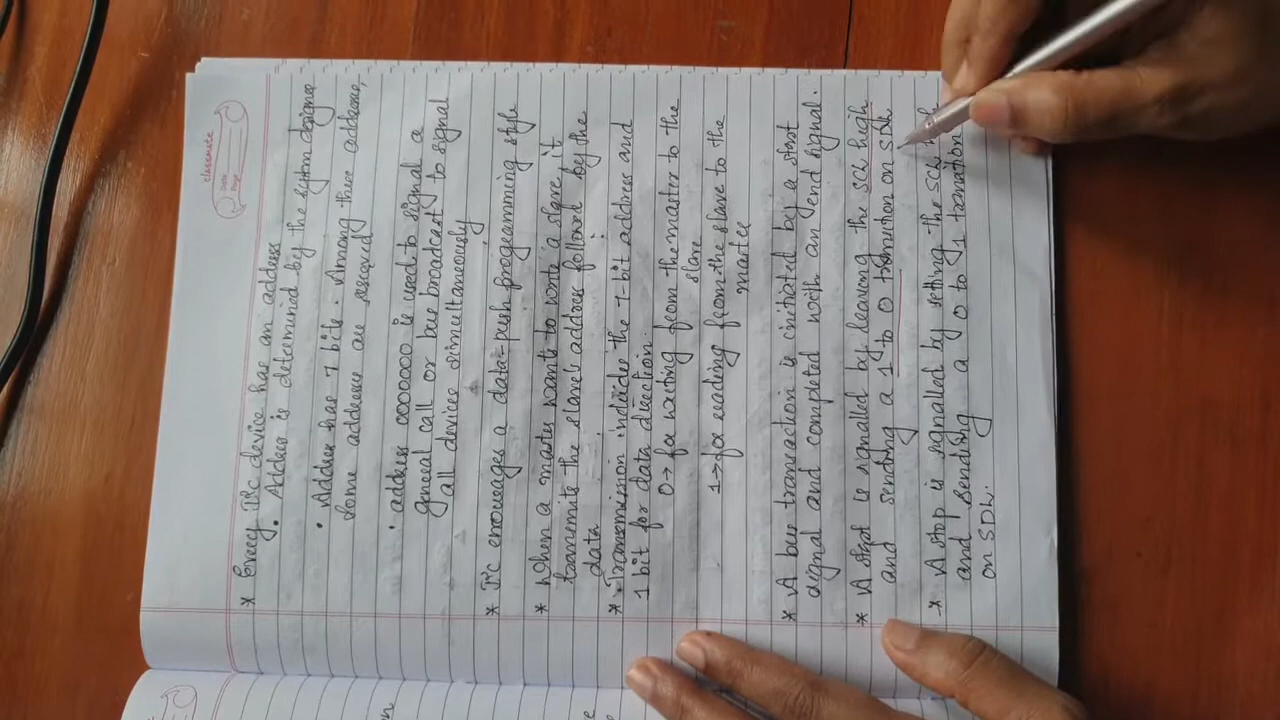 classmate
Date
Page
* Every I²C device has an address
• Address is determined by the system designer
• Address has 7 bits. Among these address,
some address are reserved
• address 0000000 is used to signal a
general call or bus broadcast to signal
all devices simultaneously
* I²C encourages a data-push programming style
* When a master wants to write a slave, it
transmits the slave's address followed by the
data.
* Transmission includes the 7-bit address and
1 bit for data direction.
0 → for writing from the master to the
slave
1 → for reading from the slave to the
master
* A bus transaction is initiated by a start
signal and completed with an end signal.
* A start is signalled by leaving the SCL high
and sending a 1 to 0 transition on SDL
* A stop is signalled by setting the SCL
and sending a 0 to 1 transition
on SDL.